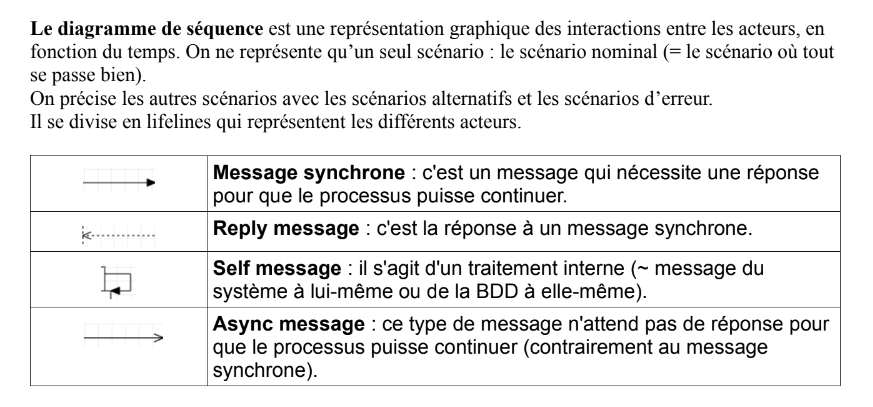 Le diagramme de séquence est une représentation graphique des interactions entre les acteurs, en
fonction du temps. On ne représente qu’un seul scénario : le scénario nominal (= le scénario où tout
se passe bien).
On précise les autres scénarios avec les scénarios alternatifs et les scénarios d’erreur.
Il se divise en lifelines qui représentent les différents acteurs.
Message synchrone : c'est un message qui nécessite une réponse
pour que le processus puisse continuer.
Reply message : c'est la réponse à un message synchrone.
Self message : il s'agit d'un traitement interne (~ message du
système à lui-même ou de la BDD à elle-même).
Async message : ce type de message n'attend pas de réponse pour
que le processus puisse continuer (contrairement au message
synchrone).